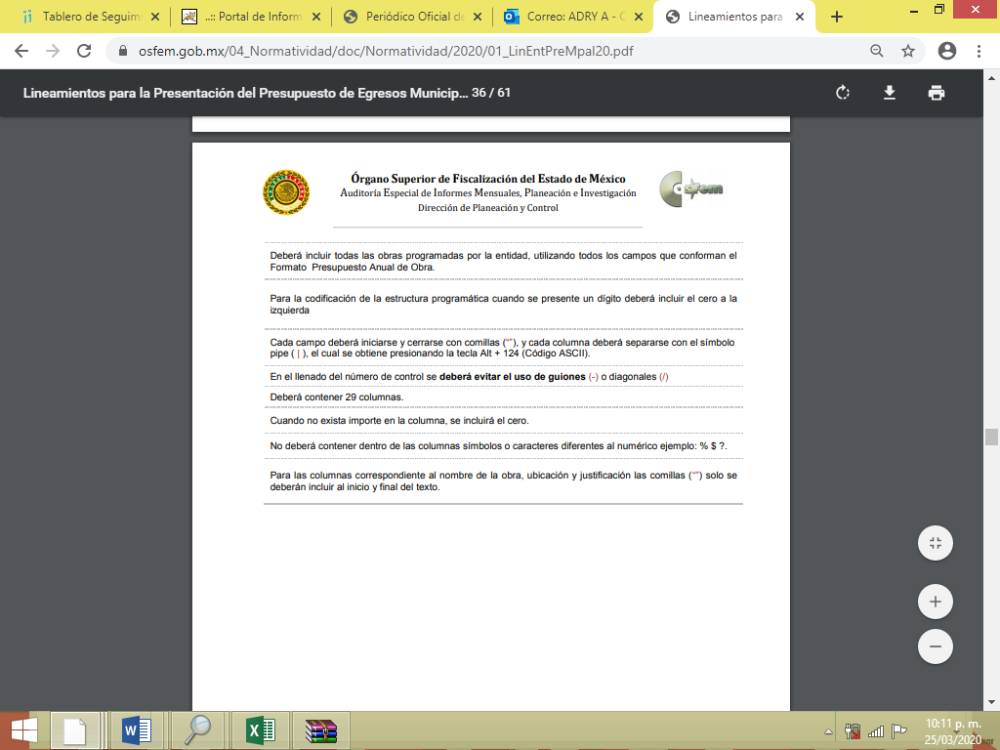 Tablero de Seguimi
..:: Portal de Inform
Periódico Oficial de
Correo: ADRY A - O
Lineamientos para
osfem.gob.mx/04_Normatividad/doc/Normatividad/2020/01_LinEntPreMpal20.pdf
Lineamientos para la Presentación del Presupuesto de Egresos Municip... 36 / 61
Órgano Superior de Fiscalización del Estado de México
Auditoría Especial de Informes Mensuales, Planeación e Investigación
Dirección de Planeación y Control
osfem
Deberá incluir todas las obras programadas por la entidad, utilizando todos los campos que conforman el
Formato Presupuesto Anual de Obra.
Para la codificación de la estructura programática cuando se presente un dígito deberá incluir el cero a la
izquierda
Cada campo deberá iniciarse y cerrarse con comillas (""), y cada columna deberá separarse con el símbolo
pipe ( | ), el cual se obtiene presionando la tecla Alt + 124 (Código ASCII).
En el llenado del número de control se deberá evitar el uso de guiones (-) o diagonales (/)
Deberá contener 29 columnas.
Cuando no exista importe en la columna, se incluirá el cero.
No deberá contener dentro de las columnas símbolos o caracteres diferentes al numérico ejemplo: % $ ?.
Para las columnas correspondiente al nombre de la obra, ubicación y justificación las comillas ("") solo se
deberán incluir al inicio y final del texto.
10:11 p. m.
25/03/2020